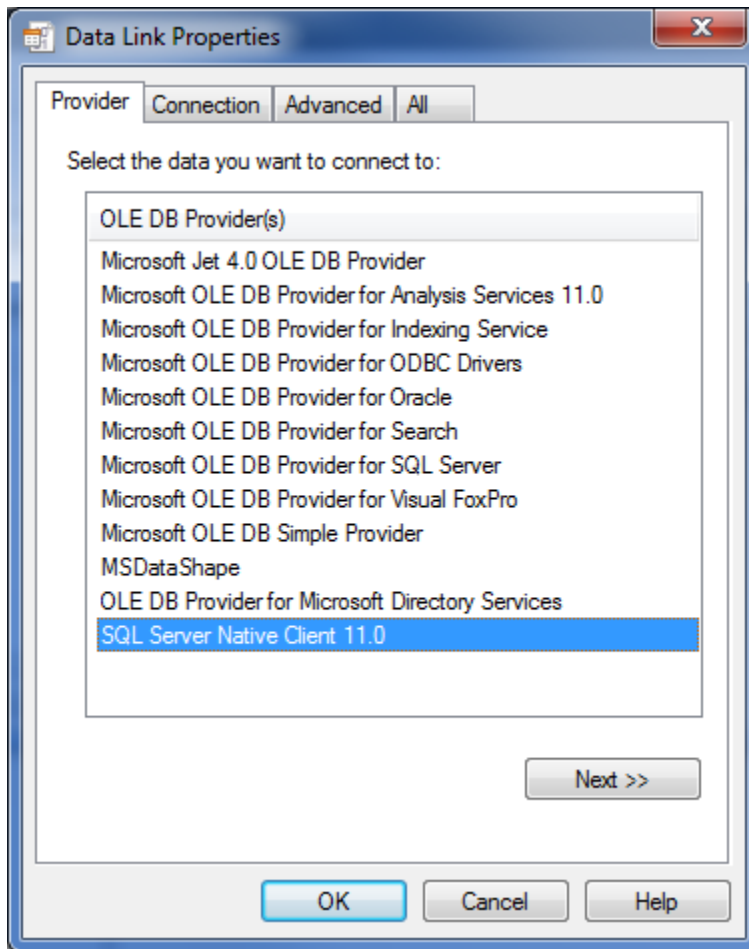 Data Link Properties
Provider Connection Advanced All
Select the data you want to connect to:
OLE DB Provider(s)
Microsoft Jet 4.0 OLE DB Provider
Microsoft OLE DB Provider for Analysis Services 11.0
Microsoft OLE DB Provider for Indexing Service
Microsoft OLE DB Provider for ODBC Drivers
Microsoft OLE DB Provider for Oracle
Microsoft OLE DB Provider for Search
Microsoft OLE DB Provider for SQL Server
Microsoft OLE DB Provider for Visual FoxPro
Microsoft OLE DB Simple Provider
MSDataShape
OLE DB Provider for Microsoft Directory Services
SQL Server Native Client 11.0
Next >>
OK Cancel Help